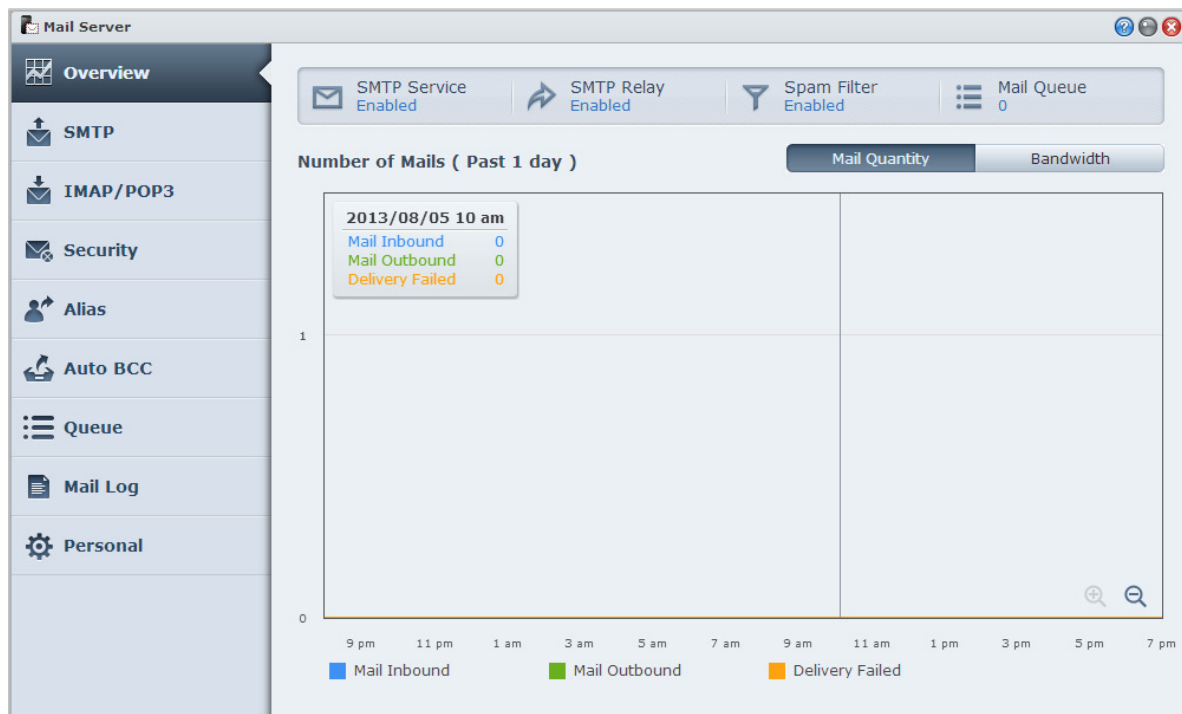 Mail Server
Overview
SMTP
IMAP/POP3
Security
Alias
Auto BCC
Queue
Mail Log
Personal
SMTP Service
Enabled
SMTP Relay
Enabled
Spam Filter
Enabled
Mail Queue
0
Number of Mails ( Past 1 day )
Mail Quantity
Bandwidth
2013/08/05 10 am
Mail Inbound 0
Mail Outbound 0
Delivery Failed 0
1
0
9 pm 11 pm 1 am 3 am 5 am 7 am 9 am 11 am 1 pm 3 pm 5 pm 7 pm
Mail Inbound Mail Outbound Delivery Failed